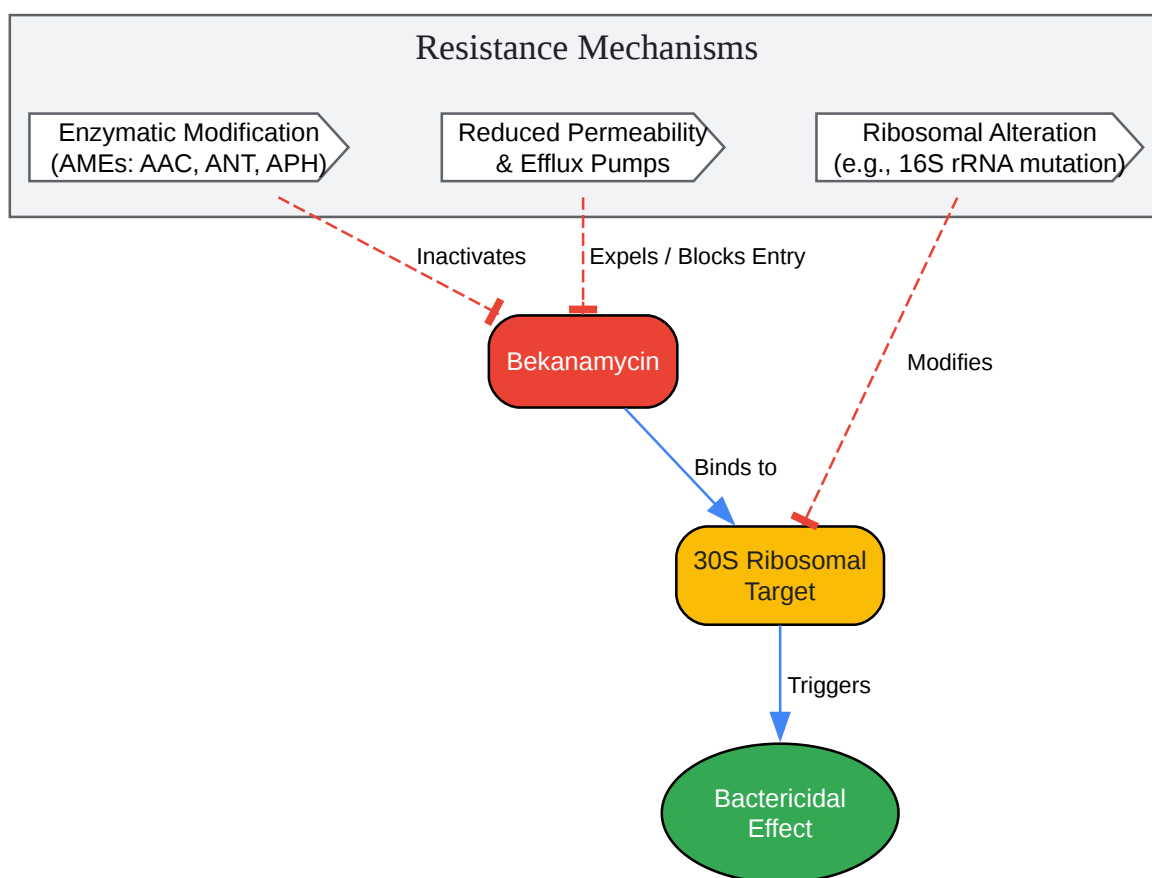 Resistance Mechanisms
Enzymatic Modification
(AMEs: AAC, ANT, APH)
Reduced Permeability
& Efflux Pumps
Ribosomal Alteration
(e.g., 16S rRNA mutation)
Inactivates
Expels / Blocks Entry
Bekanamycin
Modifies
Binds to
30S Ribosomal
Target
Triggers
Bactericidal
Effect